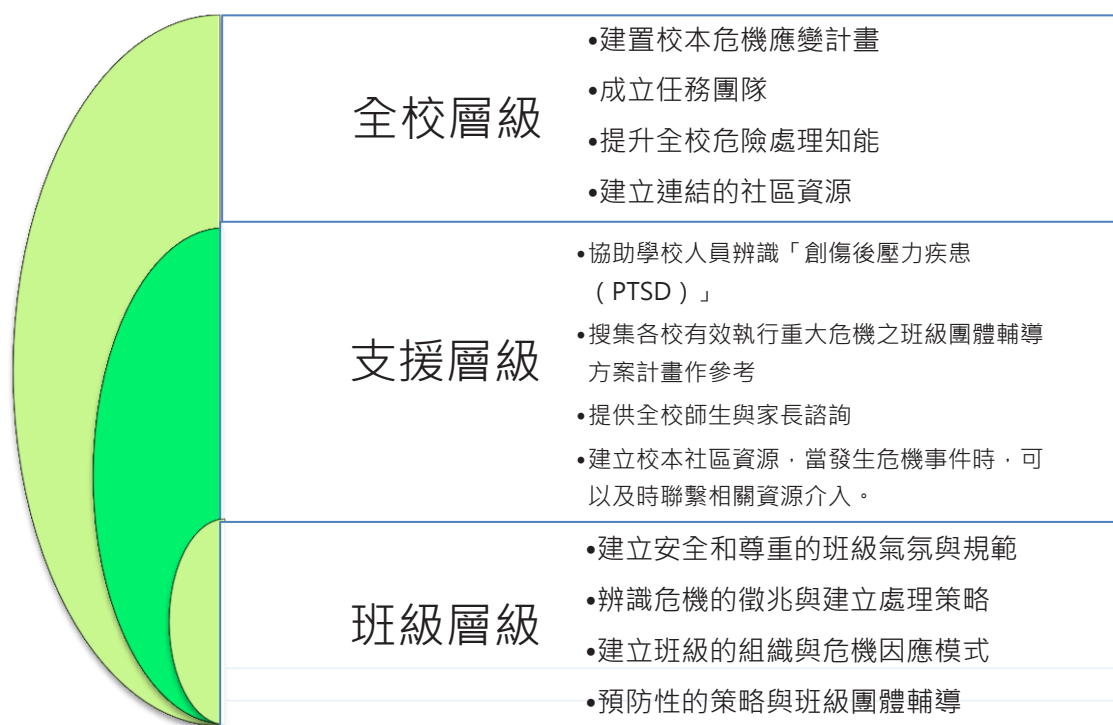 全校層級
•建置校本危機應變計畫
•成立任務團隊
•提升全校危險處理知能
•建立連結的社區資源
支援層級
•協助學校人員辨識「創傷後壓力疾患
（PTSD）」
•搜集各校有效執行重大危機之班級團體輔導
方案計畫作參考
•提供全校師生與家長諮詢
•建立校本社區資源，當發生危機事件時，可
以及時聯繫相關資源介入。
班級層級
•建立安全和尊重的班級氣氛與規範
•辨識危機的徵兆與建立處理策略
•建立班級的組織與危機因應模式
•預防性的策略與班級團體輔導